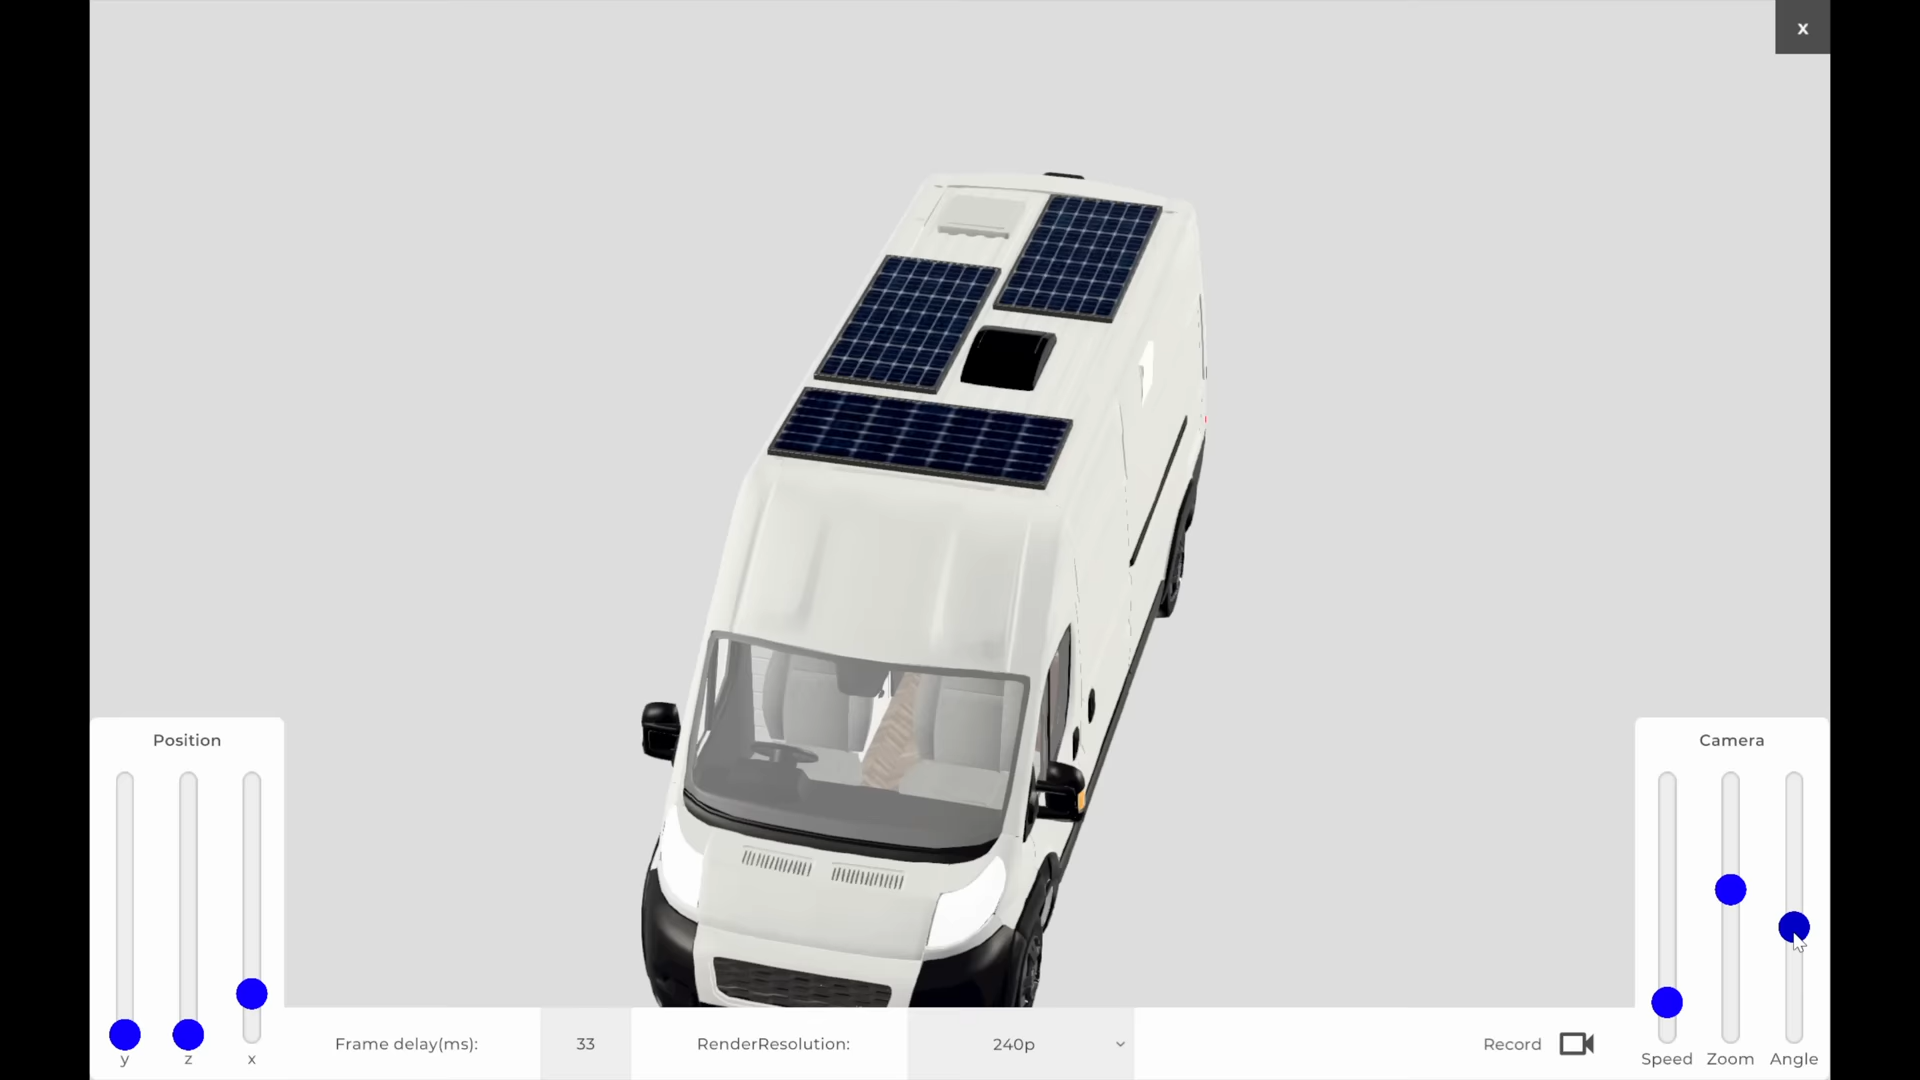 x
Position
y z x
Frame delay(ms): 33 RenderResolution: 240p Record
Camera
Speed Zoom Angle